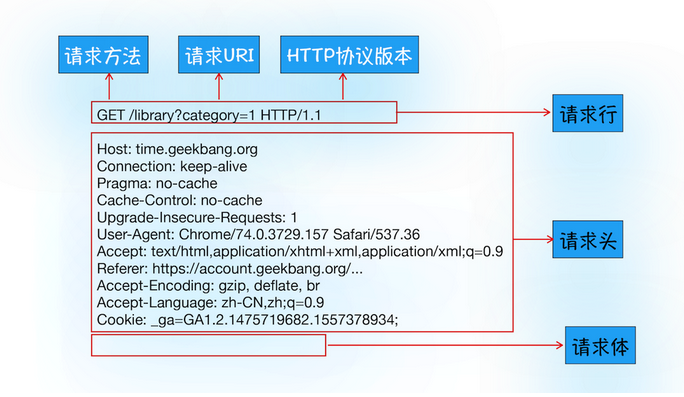 请求方法 请求URI HTTP协议版本
GET /library?category=1 HTTP/1.1
请求行
Host: time.geekbang.org
Connection: keep-alive
Pragma: no-cache
Cache-Control: no-cache
Upgrade-Insecure-Requests: 1
User-Agent: Chrome/74.0.3729.157 Safari/537.36
Accept: text/html,application/xhtml+xml,application/xml;q=0.9
Referer: https://account.geekbang.org/...
Accept-Encoding: gzip, deflate, br
Accept-Language: zh-CN,zh;q=0.9
Cookie: _ga=GA1.2.1475719682.1557378934;
请求头
请求体